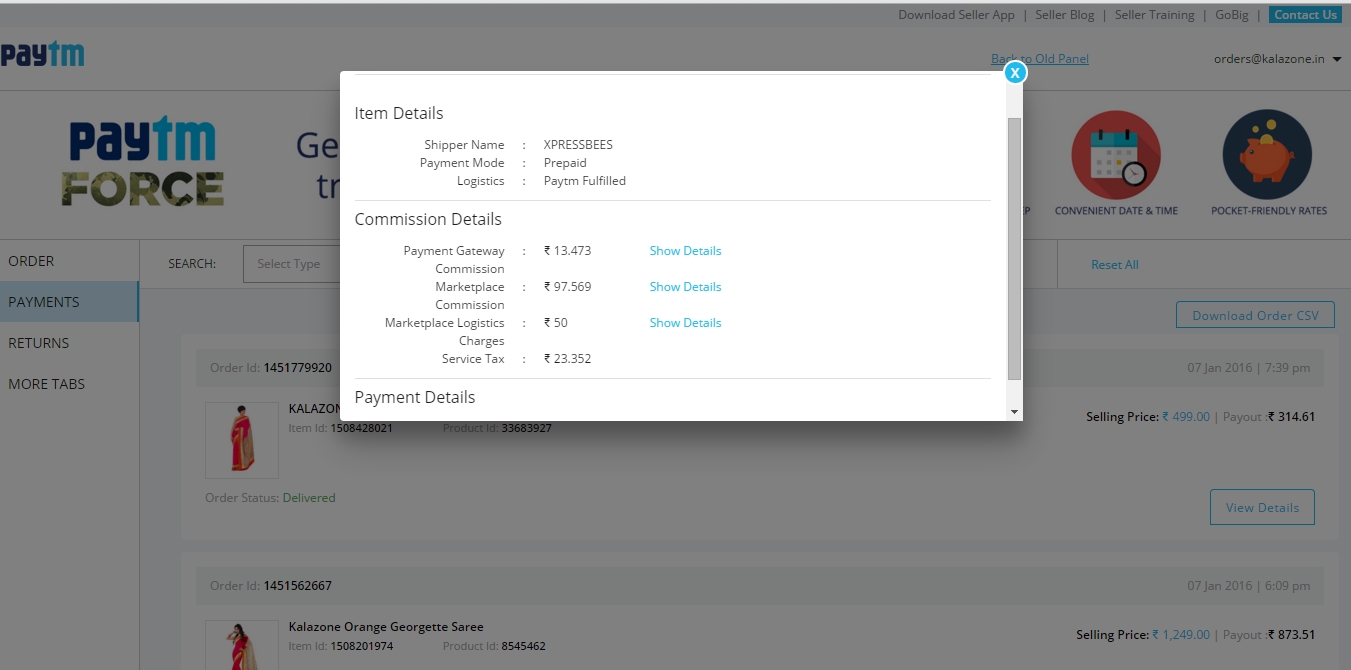 Download Seller App | Seller Blog | Seller Training | GoBig | Contact Us
paytm
Back to Old Panel
orders@kalazone.in
X
paytm
FORCE
Ge
tr
P
CONVENIENT DATE & TIME
POCKET-FRIENDLY RATES
Item Details
Shipper Name : XPRESSBEES
Payment Mode : Prepaid
Logistics : Paytm Fulfilled
Commission Details
Payment Gateway : ₹ 13.473 Show Details
Commission
Marketplace : ₹ 97.569 Show Details
Commission
Marketplace Logistics : ₹ 50 Show Details
Charges
Service Tax : ₹ 23.352
Payment Details
ORDER
PAYMENTS
RETURNS
MORE TABS
SEARCH: Select Type
Reset All
Download Order CSV
Order Id: 1451779920
07 Jan 2016 | 7:39 pm
KALAZON
Item Id: 1508428021 Product Id: 33683927
Selling Price: ₹ 499.00 | Payout :₹ 314.61
Order Status: Delivered
View Details
Order Id: 1451562667
07 Jan 2016 | 6:09 pm
Kalazone Orange Georgette Saree
Item Id: 1508201974 Product Id: 8545462
Selling Price: ₹ 1,249.00 | Payout :₹ 873.51